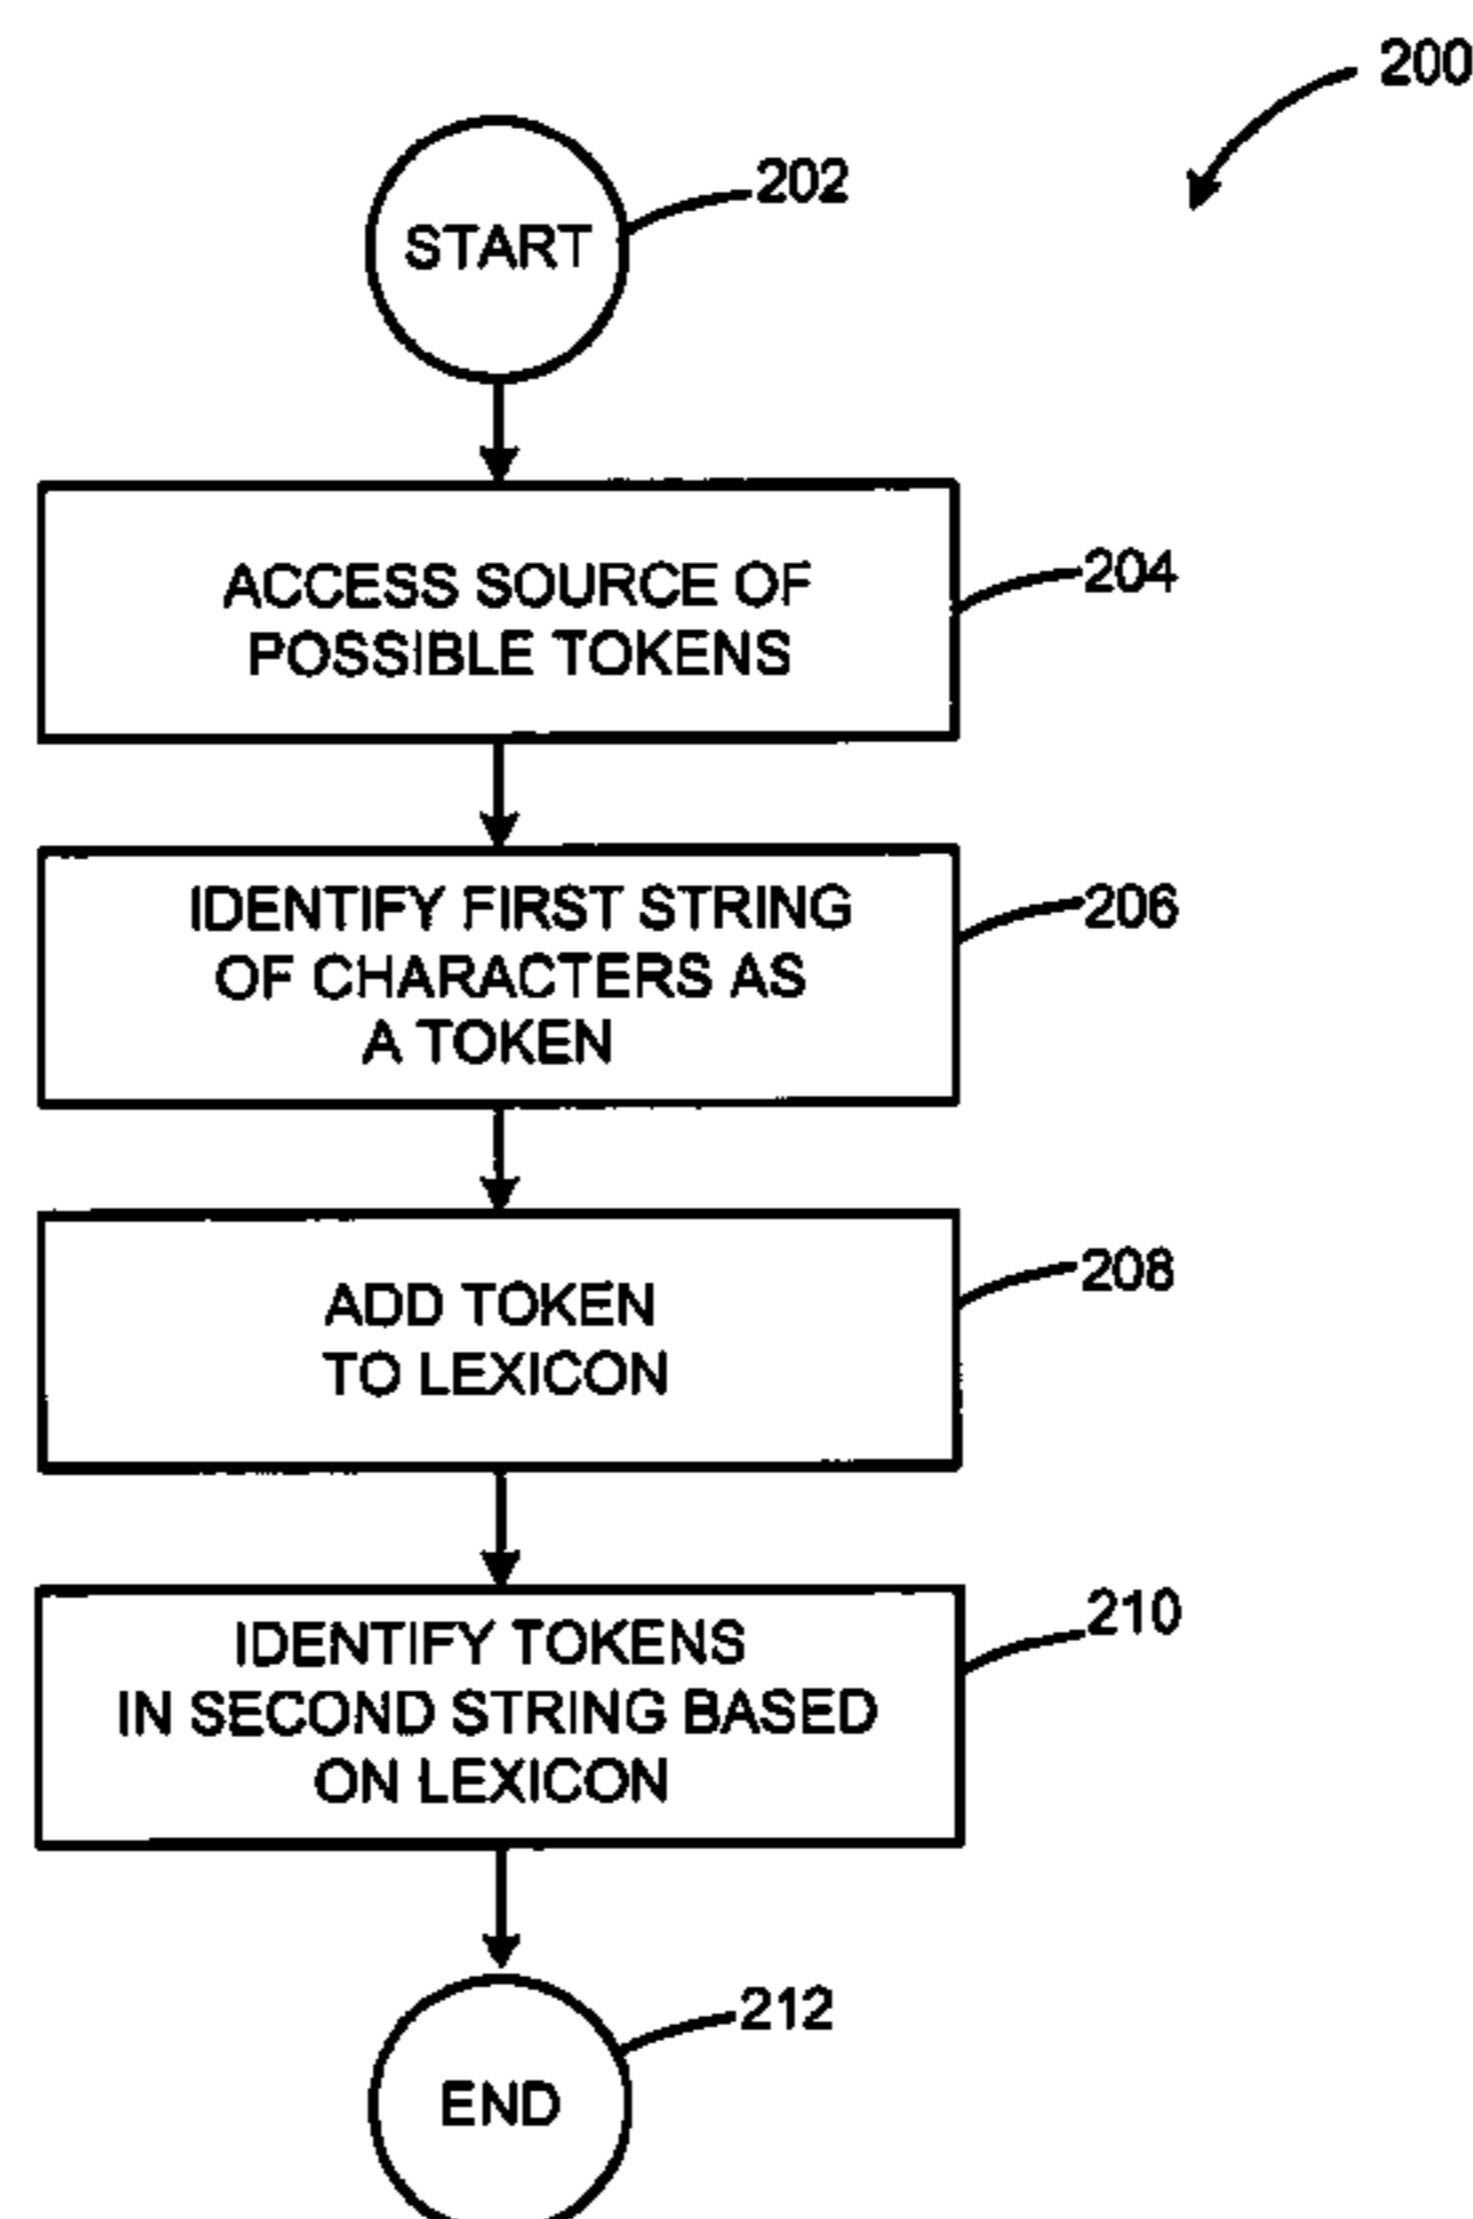 200
202
START
ACCESS SOURCE OF
POSSIBLE TOKENS
204
IDENTIFY FIRST STRING
OF CHARACTERS AS
A TOKEN
206
ADD TOKEN
TO LEXICON
208
IDENTIFY TOKENS
IN SECOND STRING BASED
ON LEXICON
210
212
END